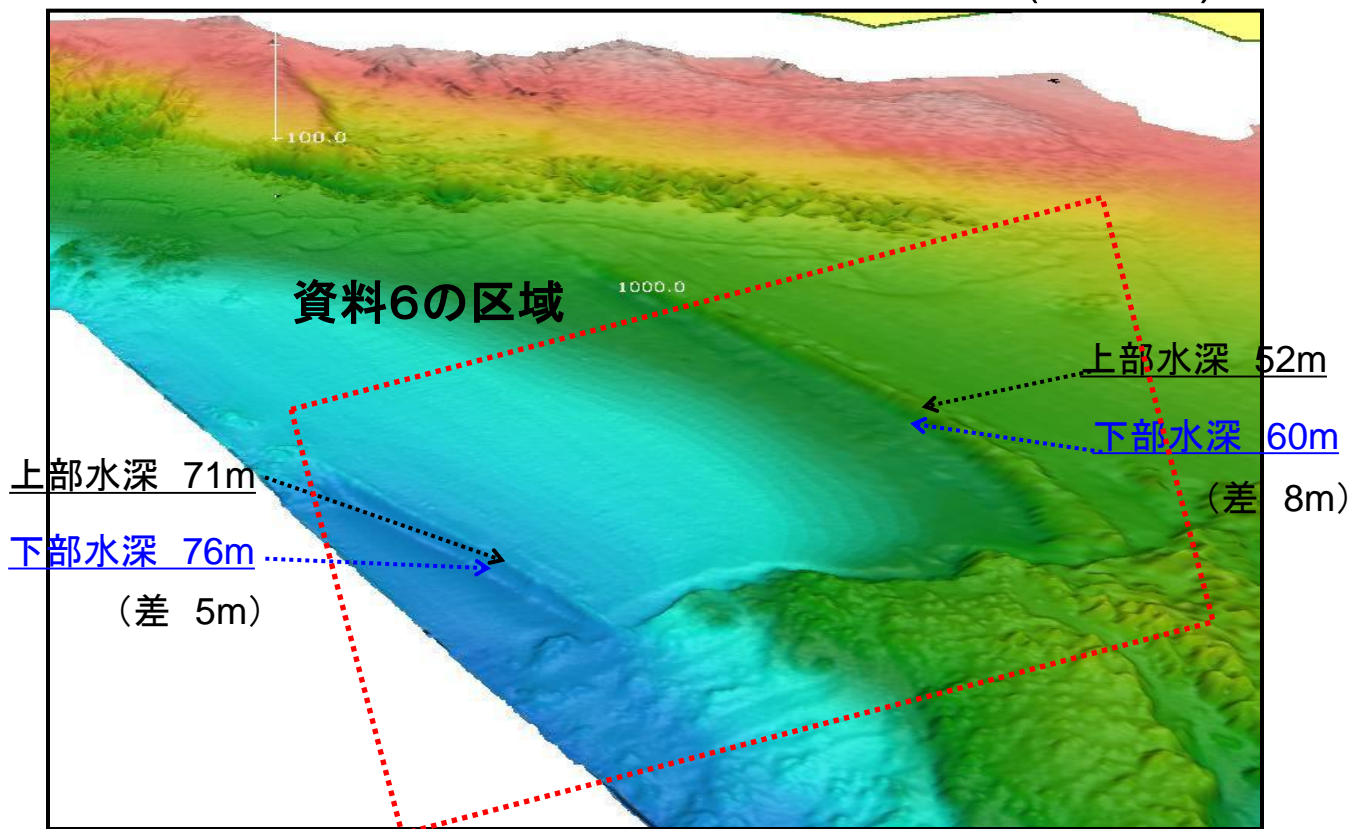 100.0
資料6の区域
1000.0
上部水深 52m
下部水深 60m
(差 8m)
上部水深 71m
下部水深 76m
(差 5m)